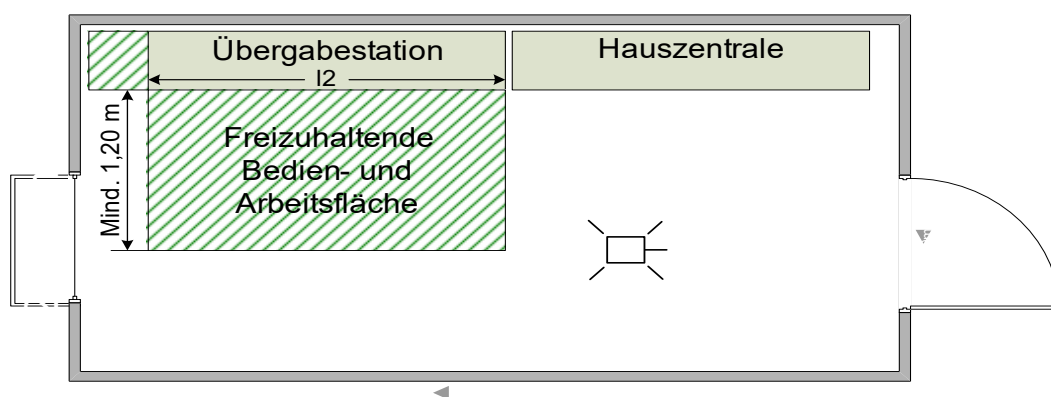 Übergabestation
Hauszentrale
l2
Mind. 1,20 m
Freizuhaltende
Bedien- und
Arbeitsfläche